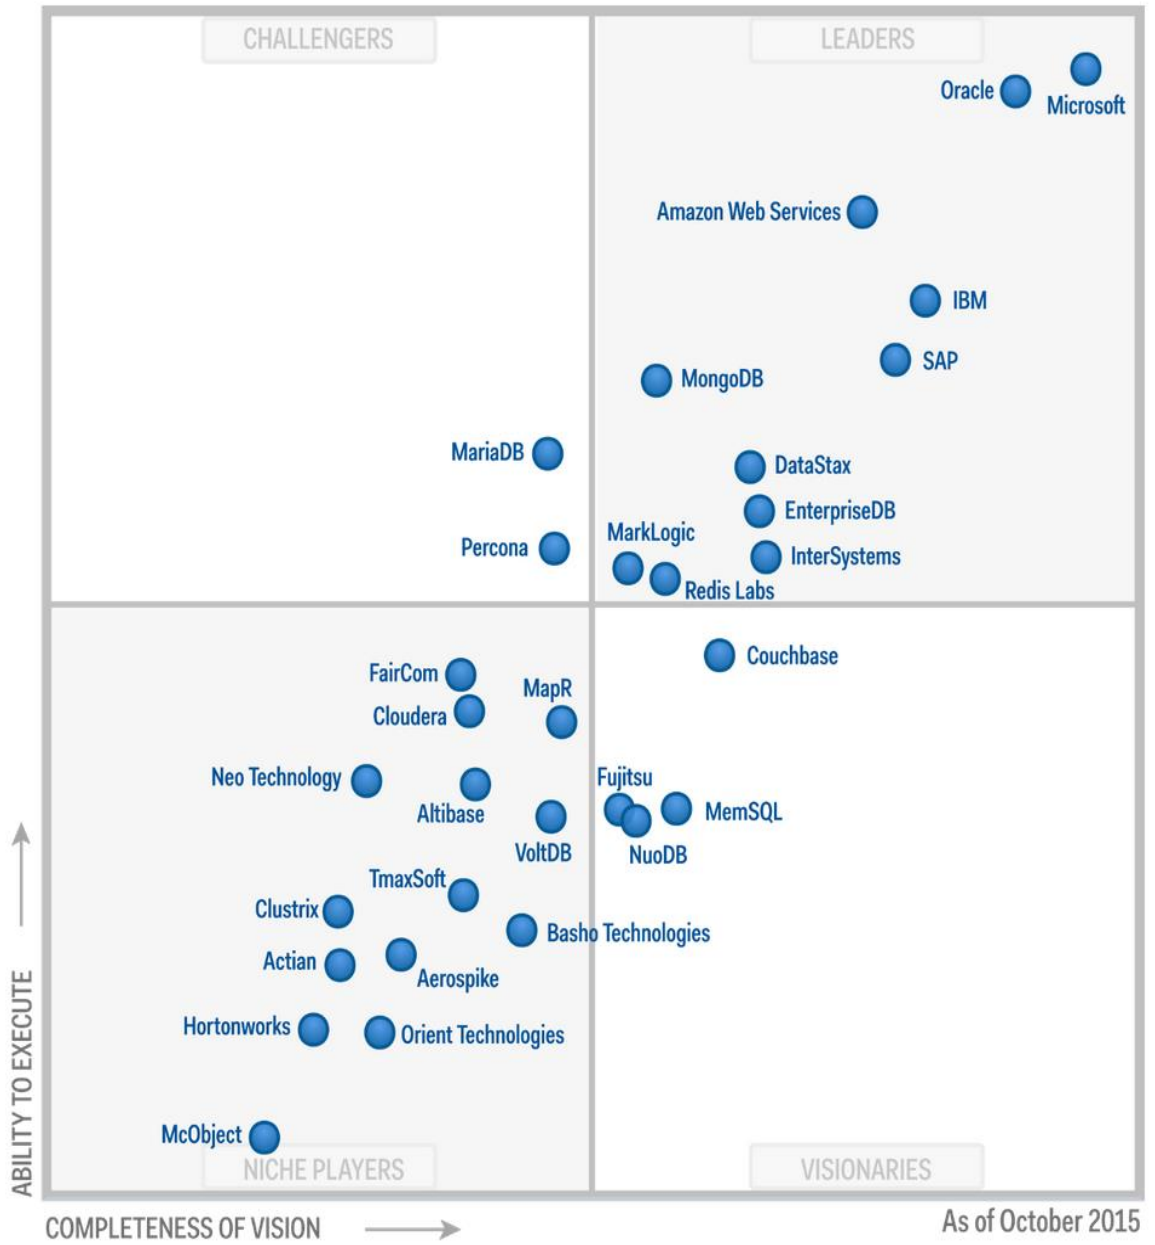 CHALLENGERS
LEADERS
Oracle
Microsoft
Amazon Web Services
IBM
SAP
MongoDB
MariaDB
DataStax
EnterpriseDB
MarkLogic
Percona
InterSystems
Redis Labs
Couchbase
FairCom
MapR
Cloudera
Neo Technology
Fujitsu
Altibase
MemSQL
VoltDB
NuoDB
TmaxSoft
Clustrix
Basho Technologies
Actian
Aerospike
Hortonworks
Orient Technologies
McObject
NICHE PLAYERS
VISIONARIES
ABILITY TO EXECUTE
COMPLETENESS OF VISION
As of October 2015